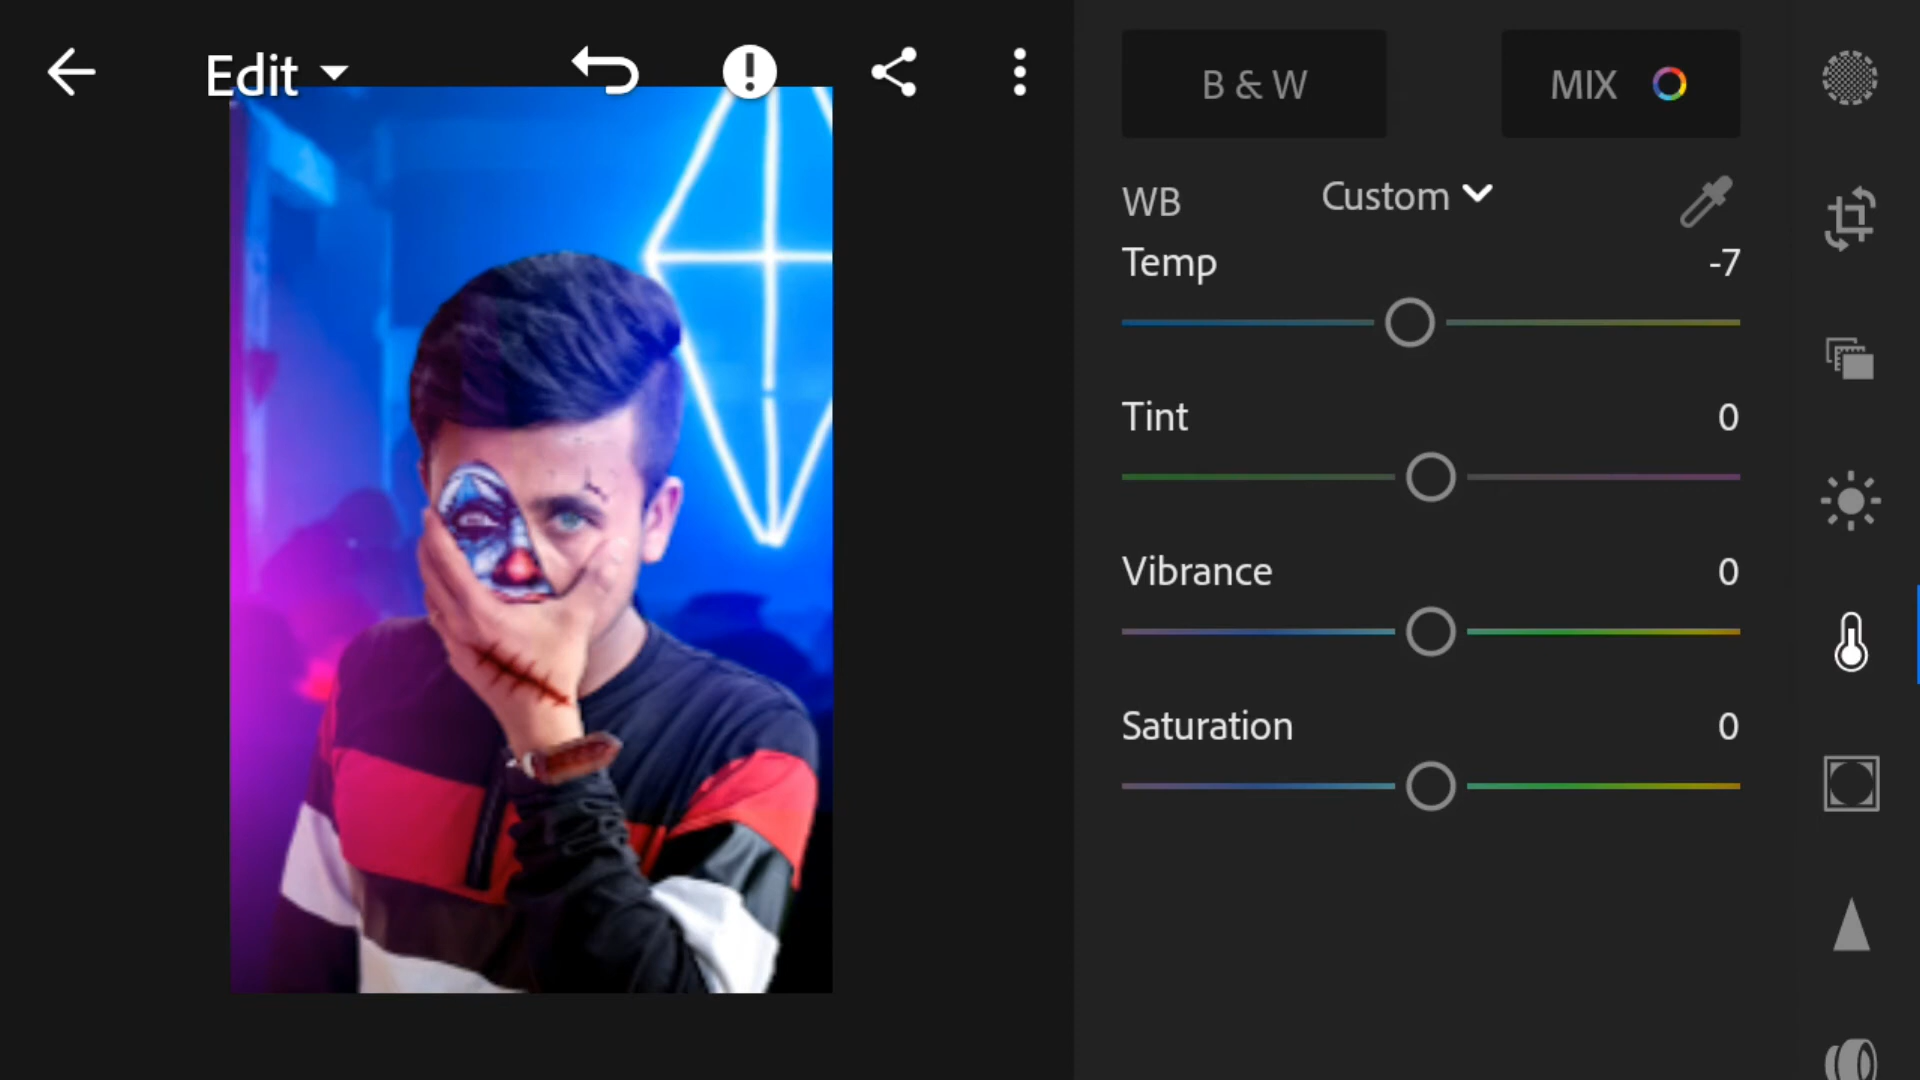 Edit
B & W
MIX
WB
Custom
Temp
-7
Tint
0
Vibrance
0
Saturation
0